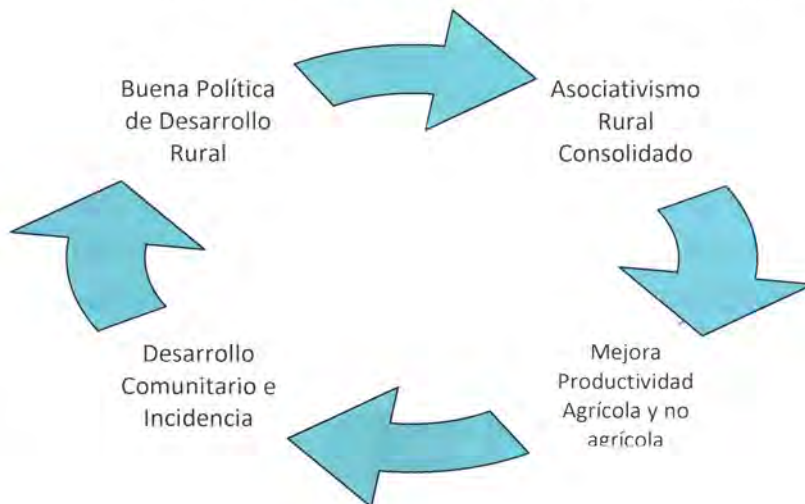 Buena Política
de Desarrollo
Rural
Asociativismo
Rural
Consolidado
Mejora
Productividad
Agrícola y no
agrícola
Desarrollo
Comunitario e
Incidencia